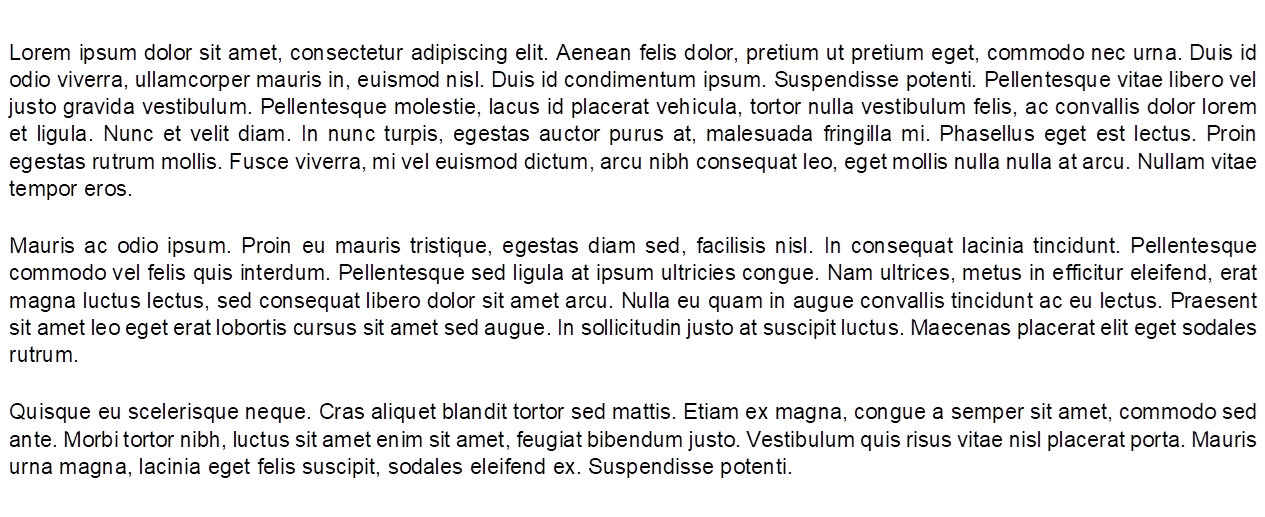 Lorem ipsum dolor sit amet, consectetur adipiscing elit. Aenean felis dolor, pretium ut pretium eget, commodo nec urna. Duis id
odio viverra, ullamcorper mauris in, euismod nisl. Duis id condimentum ipsum. Suspendisse potenti. Pellentesque vitae libero vel
justo gravida vestibulum. Pellentesque molestie, lacus id placerat vehicula, tortor nulla vestibulum felis, ac convallis dolor lorem
et ligula. Nunc et velit diam. In nunc turpis, egestas auctor purus at, malesuada fringilla mi. Phasellus eget est lectus. Proin
egestas rutrum mollis. Fusce viverra, mi vel euismod dictum, arcu nibh consequat leo, eget mollis nulla nulla at arcu. Nullam vitae
tempor eros.

Mauris ac odio ipsum. Proin eu mauris tristique, egestas diam sed, facilisis nisl. In consequat lacinia tincidunt. Pellentesque
commodo vel felis quis interdum. Pellentesque sed ligula at ipsum ultricies congue. Nam ultrices, metus in efficitur eleifend, erat
magna luctus lectus, sed consequat libero dolor sit amet arcu. Nulla eu quam in augue convallis tincidunt ac eu lectus. Praesent
sit amet leo eget erat lobortis cursus sit amet sed augue. In sollicitudin justo at suscipit luctus. Maecenas placerat elit eget sodales
rutrum.

Quisque eu scelerisque neque. Cras aliquet blandit tortor sed mattis. Etiam ex magna, congue a semper sit amet, commodo sed
ante. Morbi tortor nibh, luctus sit amet enim sit amet, feugiat bibendum justo. Vestibulum quis risus vitae nisl placerat porta. Mauris
urna magna, lacinia eget felis suscipit, sodales eleifend ex. Suspendisse potenti.